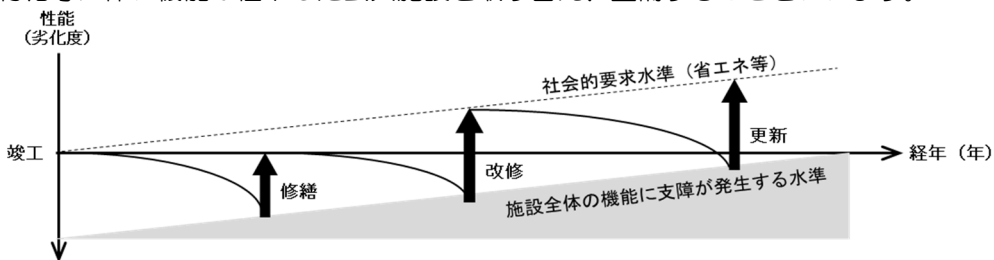 性能
（劣化度）
社会的要求水準（省エネ等）
竣工
修繕
改修
更新
経年（年）
施設全体の機能に支障が発生する水準